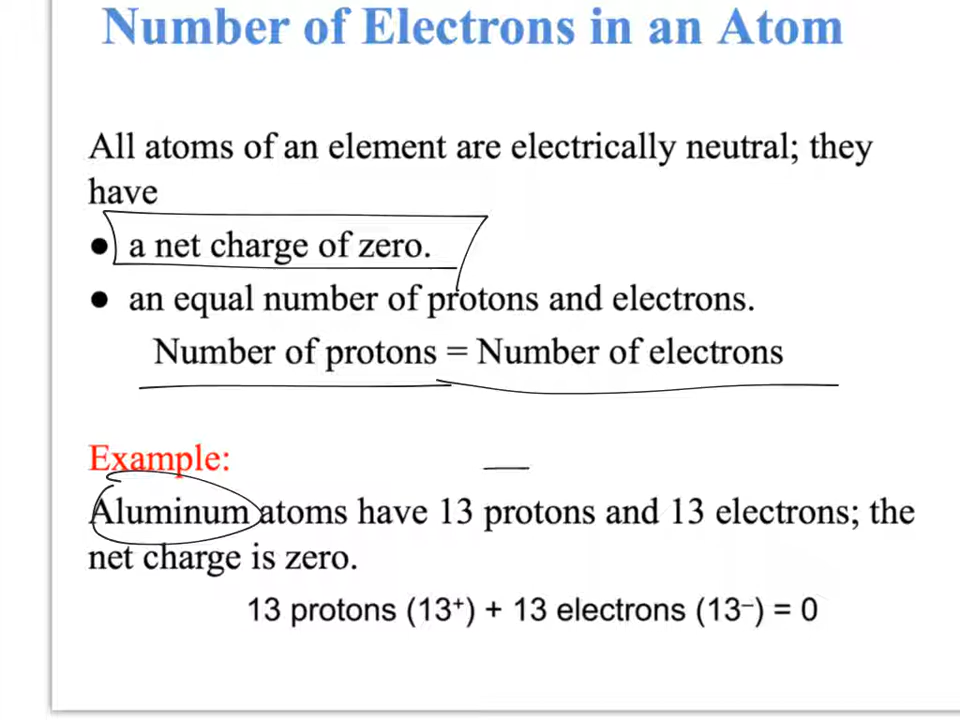 Number of Electrons in an Atom
All atoms of an element are electrically neutral; they
have
● a net charge of zero.
● an equal number of protons and electrons.
Number of protons = Number of electrons
Example:
Aluminum atoms have 13 protons and 13 electrons; the
net charge is zero.
13 protons (13⁺) + 13 electrons (13⁻) = 0